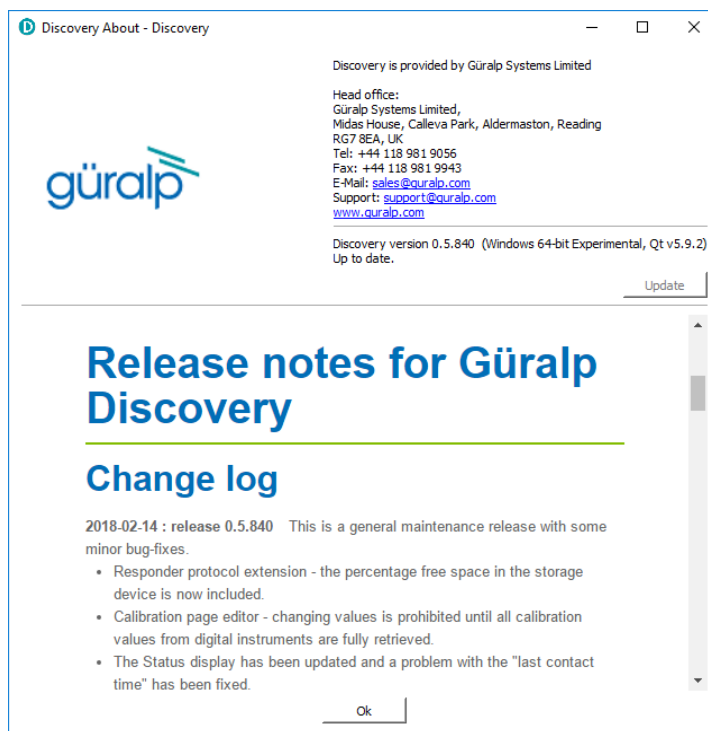 Discovery About - Discovery
Discovery is provided by Güralp Systems Limited
Head office:
Güralp Systems Limited,
Midas House, Calleva Park, Aldermaston, Reading
RG7 8EA, UK
Tel: +44 118 981 9056
Fax: +44 118 981 9943
E-Mail: sales@guralp.com
Support: support@guralp.com
www.guralp.com
güralp
Discovery version 0.5.840 (Windows 64-bit Experimental, Qt v5.9.2)
Up to date.
Update
Release notes for Güralp
Discovery
Change log
2018-02-14 : release 0.5.840 This is a general maintenance release with some
minor bug-fixes.
• Responder protocol extension - the percentage free space in the storage
device is now included.
• Calibration page editor - changing values is prohibited until all calibration
values from digital instruments are fully retrieved.
• The Status display has been updated and a problem with the "last contact
time" has been fixed.
Ok